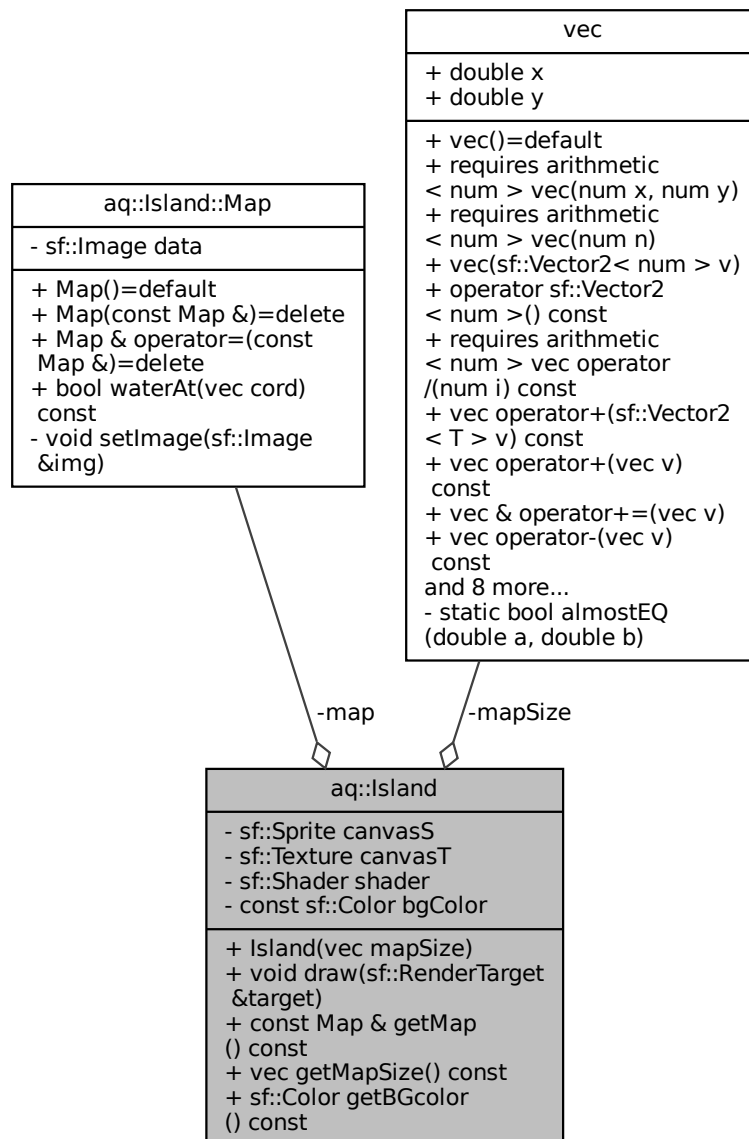 vec
+ double x
+ double y
+ vec()=default
+ requires arithmetic
< num > vec(num x, num y)
+ requires arithmetic
< num > vec(num n)
+ vec(sf::Vector2< num > v)
+ operator sf::Vector2
< num >() const
+ requires arithmetic
< num > vec operator
/(num i) const
+ vec operator+(sf::Vector2
< T > v) const
+ vec operator+(vec v)
const
+ vec & operator+=(vec v)
+ vec operator-(vec v)
const
and 8 more...
- static bool almostEQ
(double a, double b)
aq::Island::Map
- sf::Image data
+ Map()=default
+ Map(const Map &)=delete
+ Map & operator=(const
Map &)=delete
+ bool waterAt(vec cord)
const
- void setImage(sf::Image
&img)
-map
-mapSize
aq::Island
- sf::Sprite canvasS
- sf::Texture canvasT
- sf::Shader shader
- const sf::Color bgColor
+ Island(vec mapSize)
+ void draw(sf::RenderTarget
&target)
+ const Map & getMap
() const
+ vec getMapSize() const
+ sf::Color getBGcolor
() const